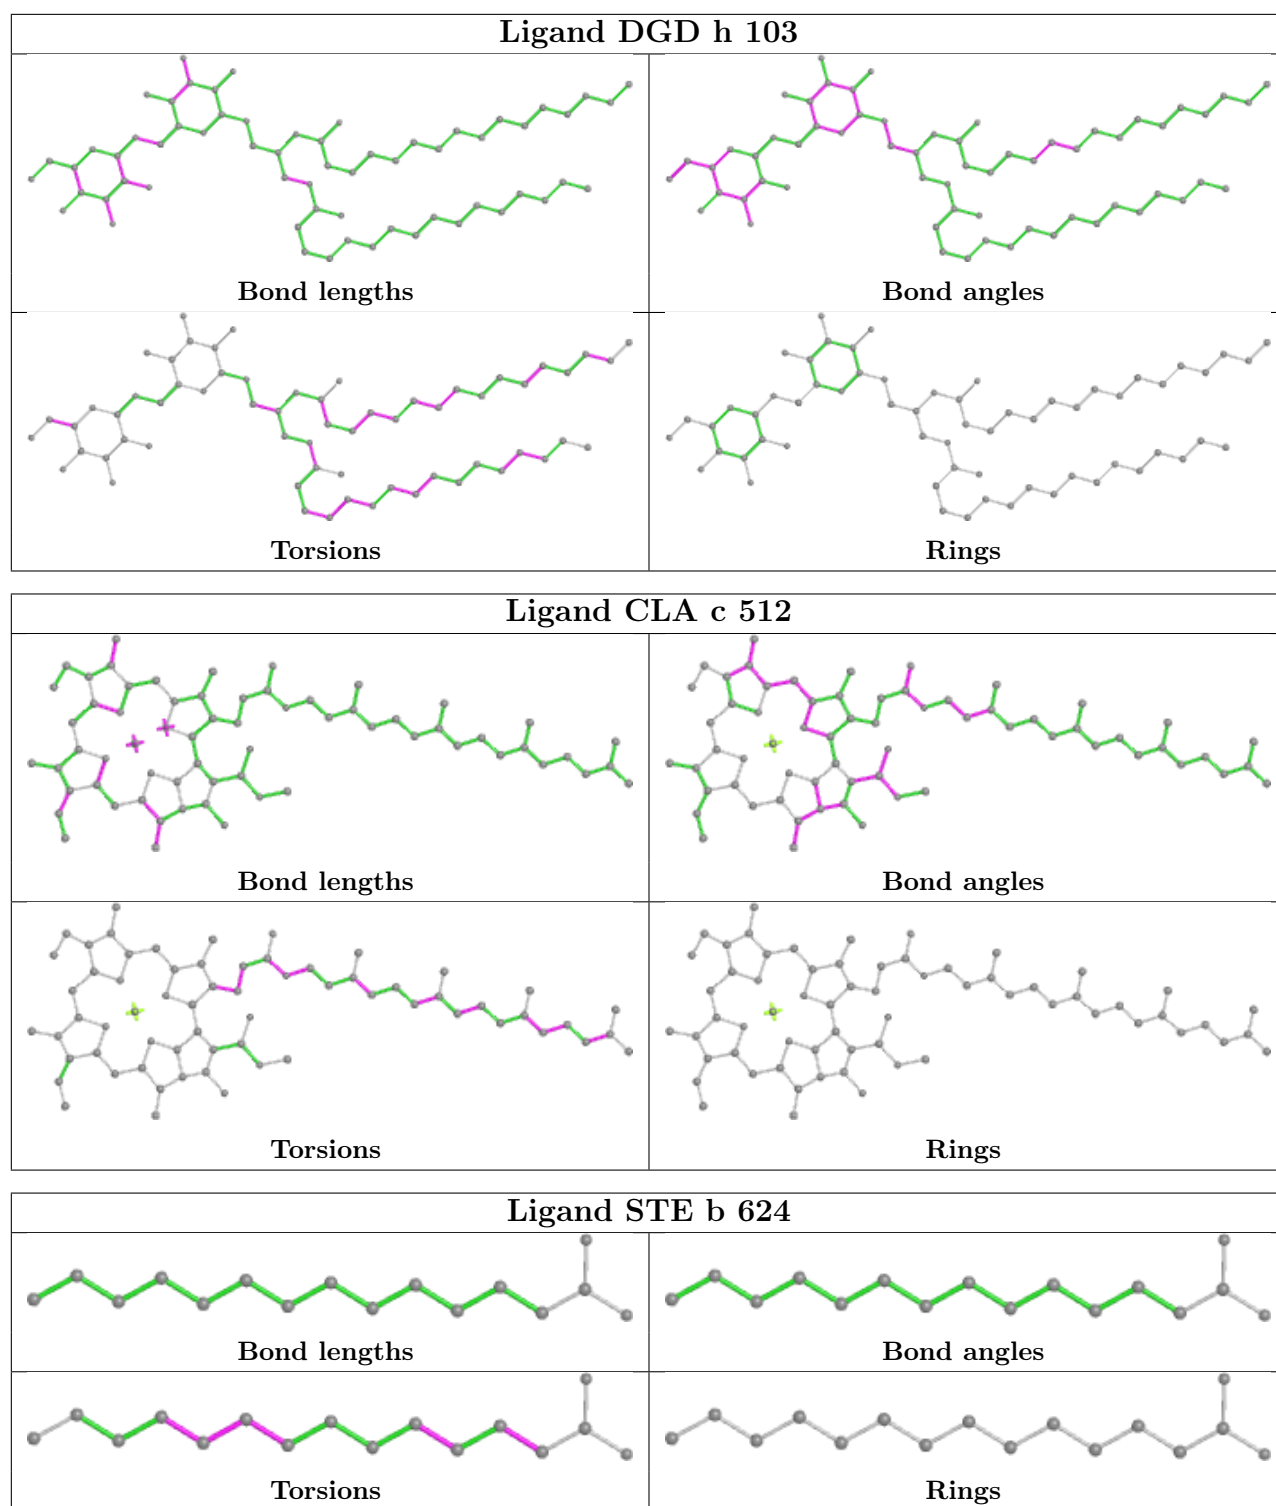 Ligand DGD h 103
Bond lengths
Bond angles
Torsions
Rings
Ligand CLA c 512
Bond lengths
Bond angles
Torsions
Rings
Ligand STE b 624
Bond lengths
Bond angles
Torsions
Rings